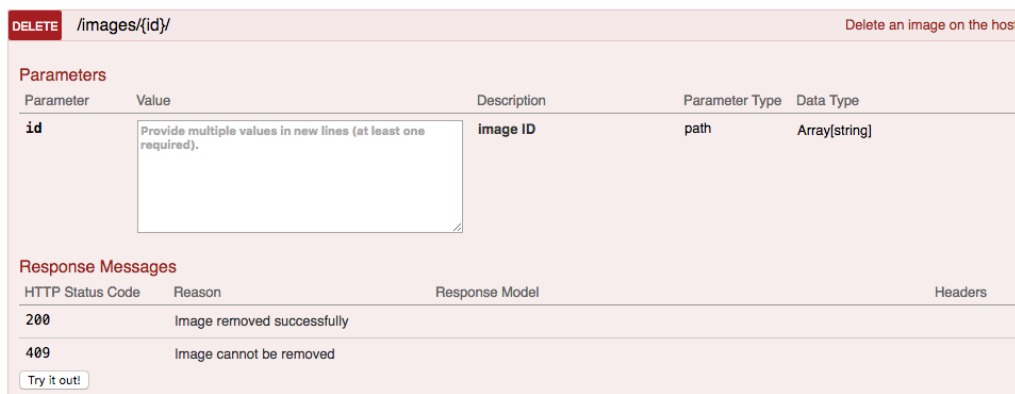 DELETE /images/{id}/ Delete an image on the host
Parameters
Parameter Value Description Parameter Type Data Type
id Provide multiple values in new lines (at least one required). image ID path Array[string]
Response Messages
HTTP Status Code Reason Response Model Headers
200 Image removed successfully
409 Image cannot be removed
Try it out!